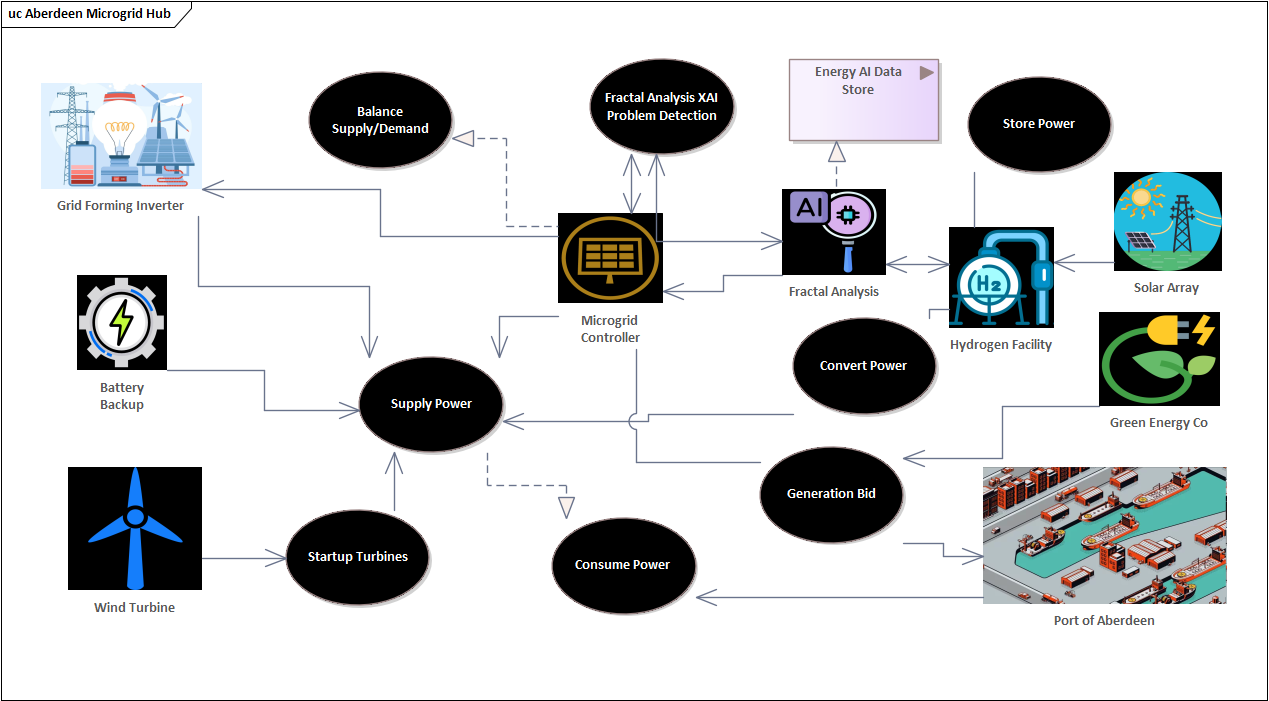 uc Aberdeen Microgrid Hub
Balance
Supply/Demand
Fractal Analysis XAI
Problem Detection
Energy AI Data
Store
Store Power
Grid Forming Inverter
AI
Fractal Analysis
H2
Solar Array
Microgrid
Controller
Hydrogen Facility
Battery
Backup
Supply Power
Convert Power
Green Energy Co
Generation Bid
Startup Turbines
Consume Power
Wind Turbine
Port of Aberdeen